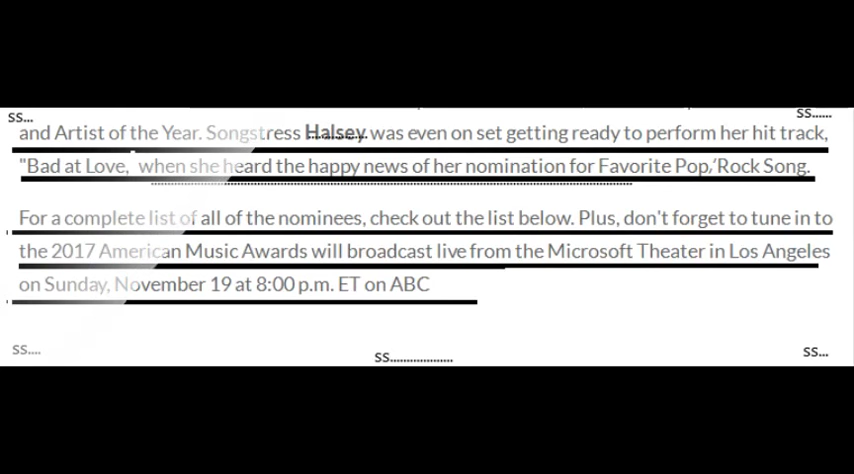 ss... ss......
and Artist of the Year. Songstress Halsey was even on set getting ready to perform her hit track,
"Bad at Love, when she heard the happy news of her nomination for Favorite Pop/Rock Song.
For a complete list of all of the nominees, check out the list below. Plus, don't forget to tune in to
the 2017 American Music Awards will broadcast live from the Microsoft Theater in Los Angeles
on Sunday, November 19 at 8:00 p.m. ET on ABC
ss.... ss................... ss...